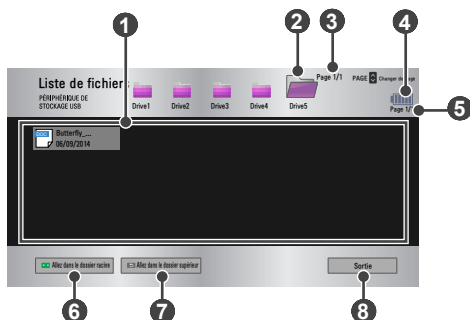 1
2
3
4
Liste de fichiers
PÉRIPHÉRIQUE DE
STOCKAGE USB
Drive1
Drive2
Drive3
Drive4
Drive5
Page 1/1
PAGE Changer de page
Page 1/1
5
DOC
Butterfly_...
06/09/2014
Allez dans le dossier racine
Allez dans le dossier supérieur
Sortie
6
7
8